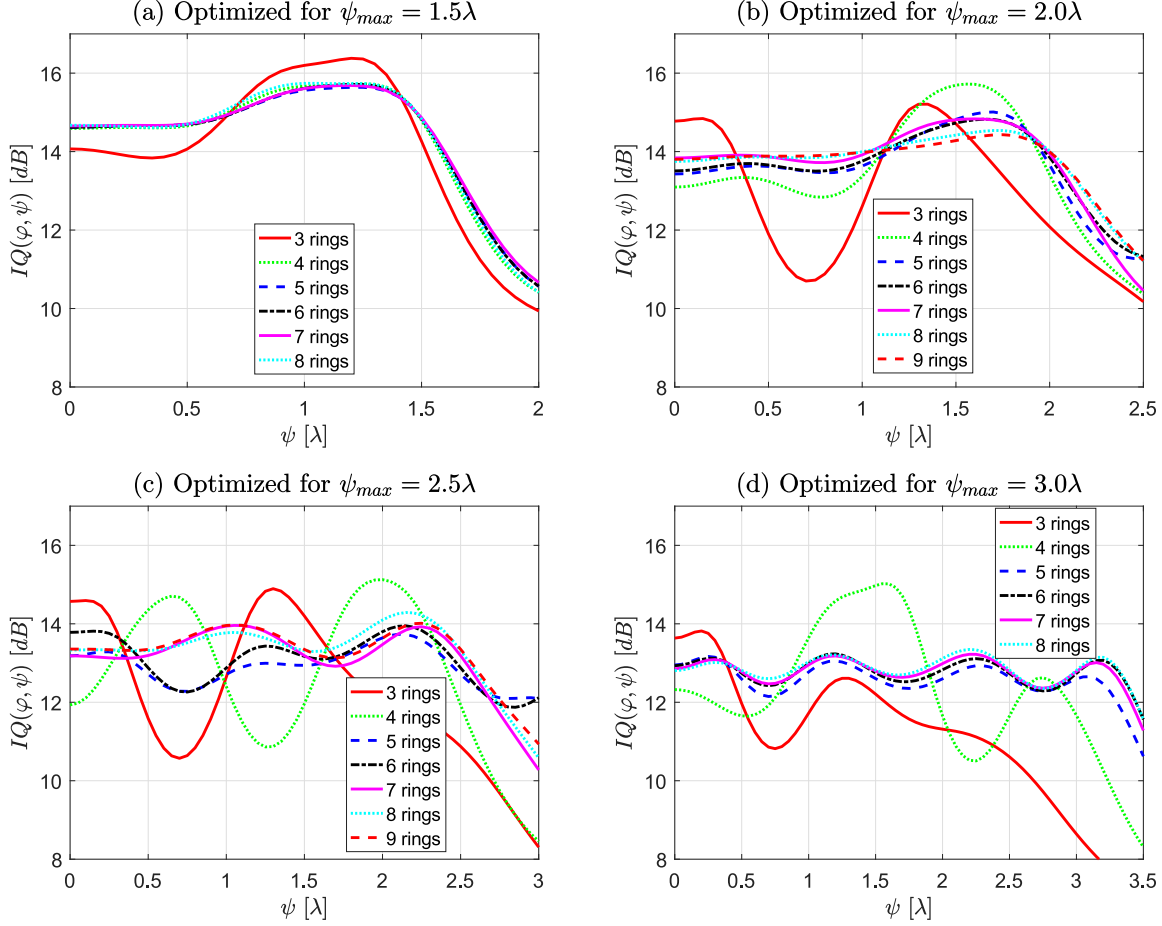 (a) Optimized for ψmax = 1.5λ
IQ(φ, ψ) [dB]
16
14
12
10
8
3 rings
4 rings
5 rings
6 rings
7 rings
8 rings
0 0.5 1 1.5 2
ψ [λ]
(b) Optimized for ψmax = 2.0λ
IQ(φ, ψ) [dB]
16
14
12
10
8
3 rings
4 rings
5 rings
6 rings
7 rings
8 rings
9 rings
0 0.5 1 1.5 2 2.5
ψ [λ]
(c) Optimized for ψmax = 2.5λ
IQ(φ, ψ) [dB]
16
14
12
10
8
3 rings
4 rings
5 rings
6 rings
7 rings
8 rings
9 rings
0 0.5 1 1.5 2 2.5 3
ψ [λ]
(d) Optimized for ψmax = 3.0λ
IQ(φ, ψ) [dB]
16
14
12
10
8
3 rings
4 rings
5 rings
6 rings
7 rings
8 rings
0 0.5 1 1.5 2 2.5 3 3.5
ψ [λ]